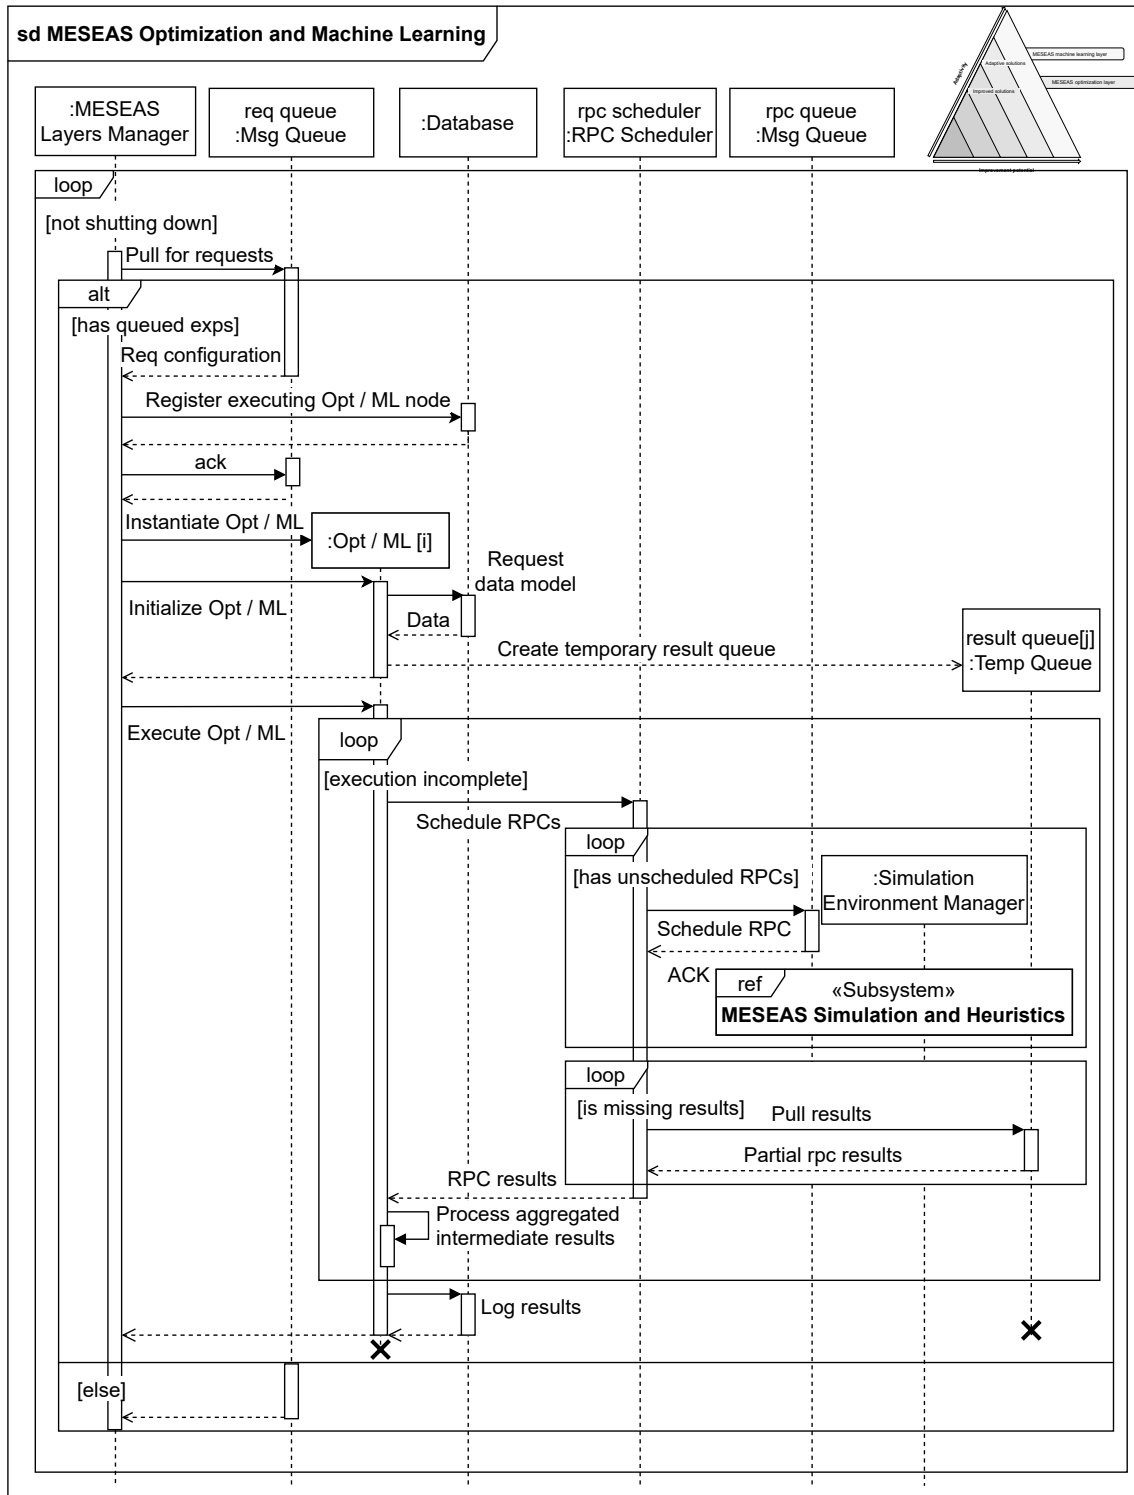 sd MESEAS Optimization and Machine Learning
Adaptivity
Adaptive solutions
Improved solutions
MESEAS machine learning layer
MESEAS optimization layer
Improvement potential
:MESEAS
Layers Manager
req queue
:Msg Queue
:Database
rpc scheduler
:RPC Scheduler
rpc queue
:Msg Queue
loop
[not shutting down]
Pull for requests
alt
[has queued exps]
Req configuration
Register executing Opt / ML node
ack
Instantiate Opt / ML
:Opt / ML [i]
Request
data model
Initialize Opt / ML
Data
Create temporary result queue
result queue[j]
:Temp Queue
Execute Opt / ML
loop
[execution incomplete]
Schedule RPCs
loop
[has unscheduled RPCs]
:Simulation
Environment Manager
Schedule RPC
ACK
ref
«Subsystem»
MESEAS Simulation and Heuristics
loop
[is missing results]
Pull results
Partial rpc results
RPC results
Process aggregated
intermediate results
Log results
[else]